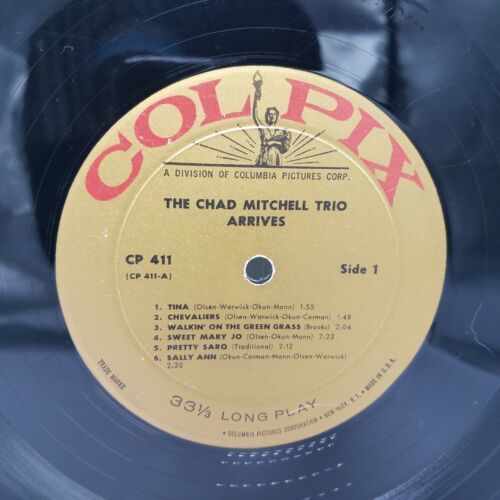 COLPIX
A DIVISION OF COLUMBIA PICTURES CORP.
THE CHAD MITCHELL TRIO
ARRIVES
CP 411
(CP 411-A)
Side 1
1. TINA (Olsen-Warwick-Okun-Mann) 1:55
2. CHEVALIERS (Olsen-Warwick-Okun-Corman) 1:48
3. WALKIN' ON THE GREEN GRASS (Brooks) 2:04
4. SWEET MARY JO (Olsen-Okun-Mann) 2:23
5. PRETTY SARO (Traditional) 2:12
6. SALLY ANN (Okun-Corman-Mann-Olsen-Warwick)
2:20
TRADE MARKS
33⅓ LONG PLAY
© COLUMBIA PICTURES CORPORATION • NEW YORK, N.Y. • MADE IN U.S.A.